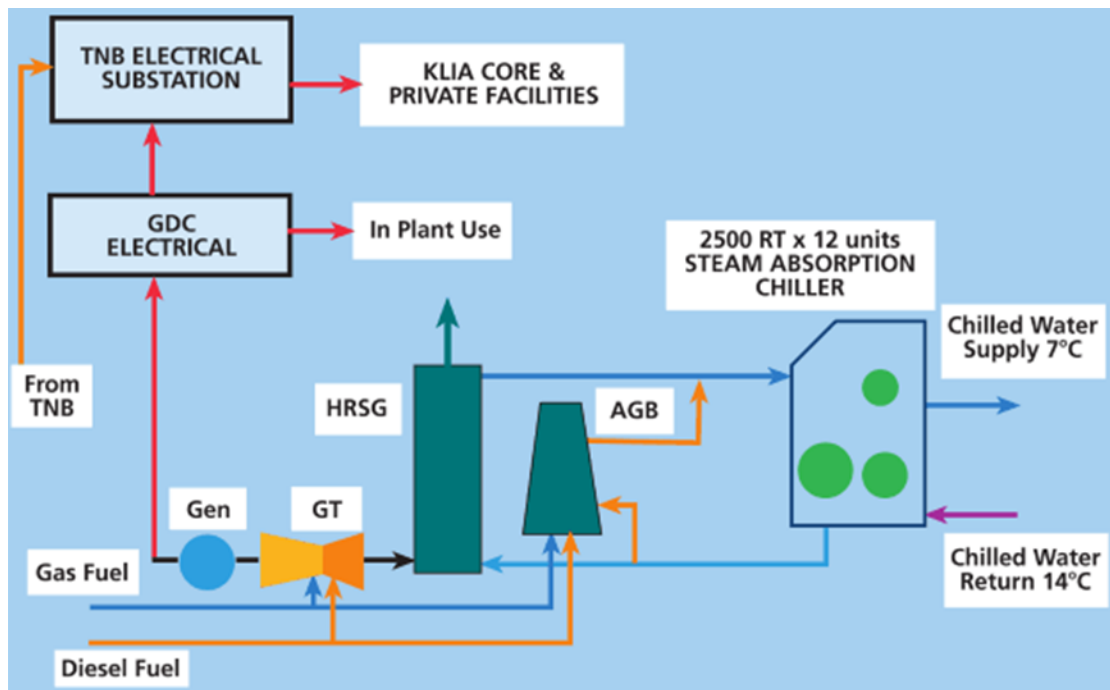 TNB ELECTRICAL
SUBSTATION
KLIA CORE &
PRIVATE FACILITIES
GDC
ELECTRICAL
In Plant Use
2500 RT x 12 units
STEAM ABSORPTION
CHILLER
Chilled Water
Supply 7°C
From
TNB
HRSG
AGB
Gen
GT
Gas Fuel
Chilled Water
Return 14°C
Diesel Fuel